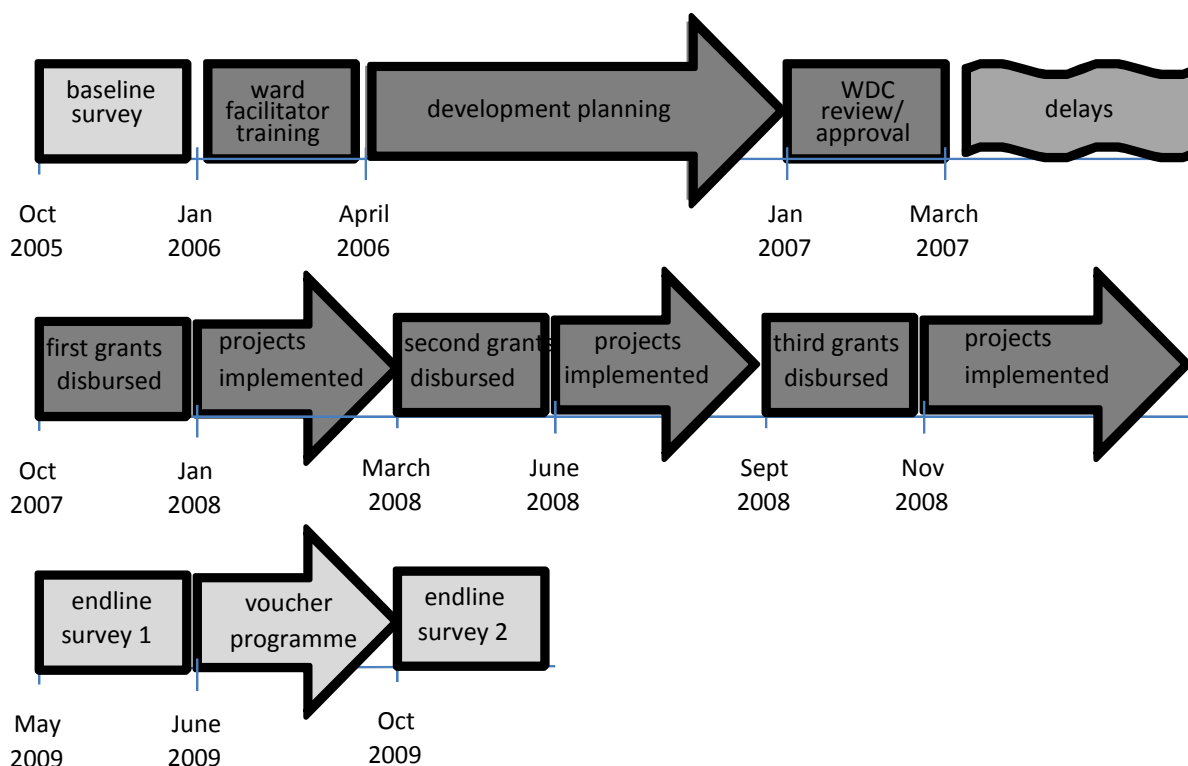 baseline
survey
ward
facilitator
training
development planning
WDC
review/
approval
delays
Oct
2005
Jan
2006
April
2006
Jan
2007
March
2007
first grants
disbursed
projects
implemented
second grants
disbursed
projects
implemented
third grants
disbursed
projects
implemented
Oct
2007
Jan
2008
March
2008
June
2008
Sept
2008
Nov
2008
endline
survey 1
voucher
programme
endline
survey 2
May
2009
June
2009
Oct
2009